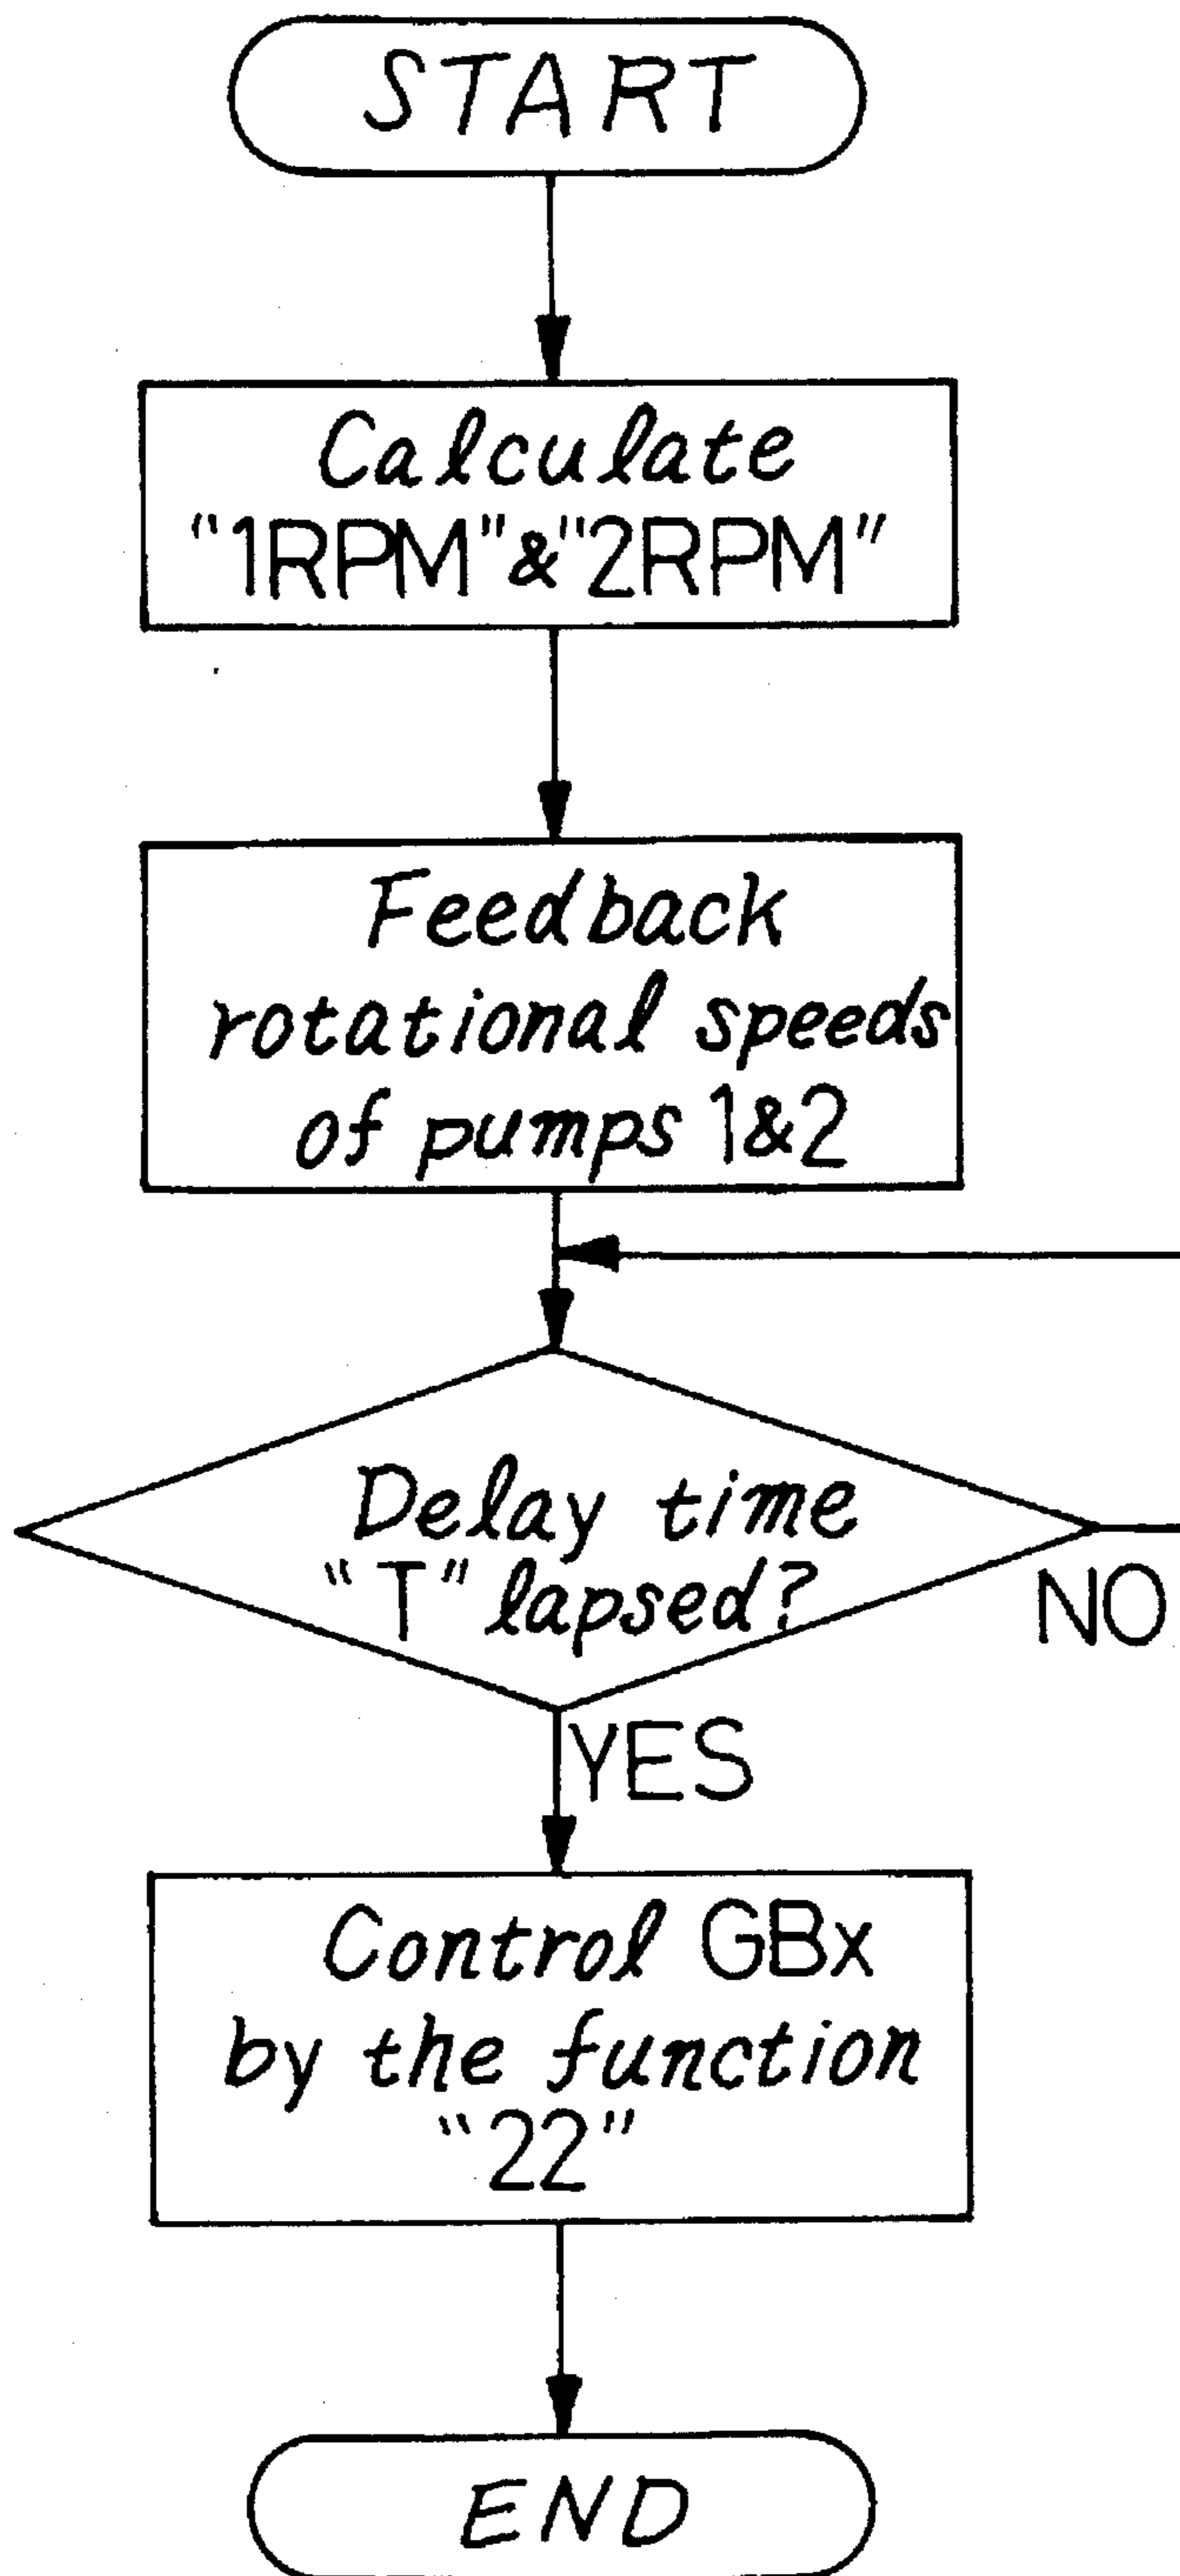 START
Calculate
"1RPM"&"2RPM"
Feedback
rotational speeds
of pumps 1&2
Delay time
"T" lapsed?
NO
YES
Control GBx
by the function
"22"
END